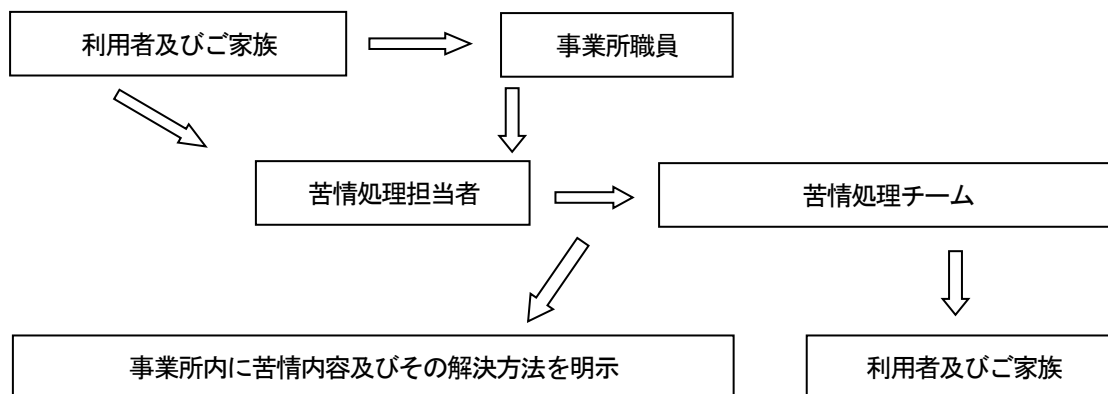 利用者及びご家族
事業所職員
苦情処理担当者
苦情処理チーム
事業所内に苦情内容及びその解決方法を明示
利用者及びご家族